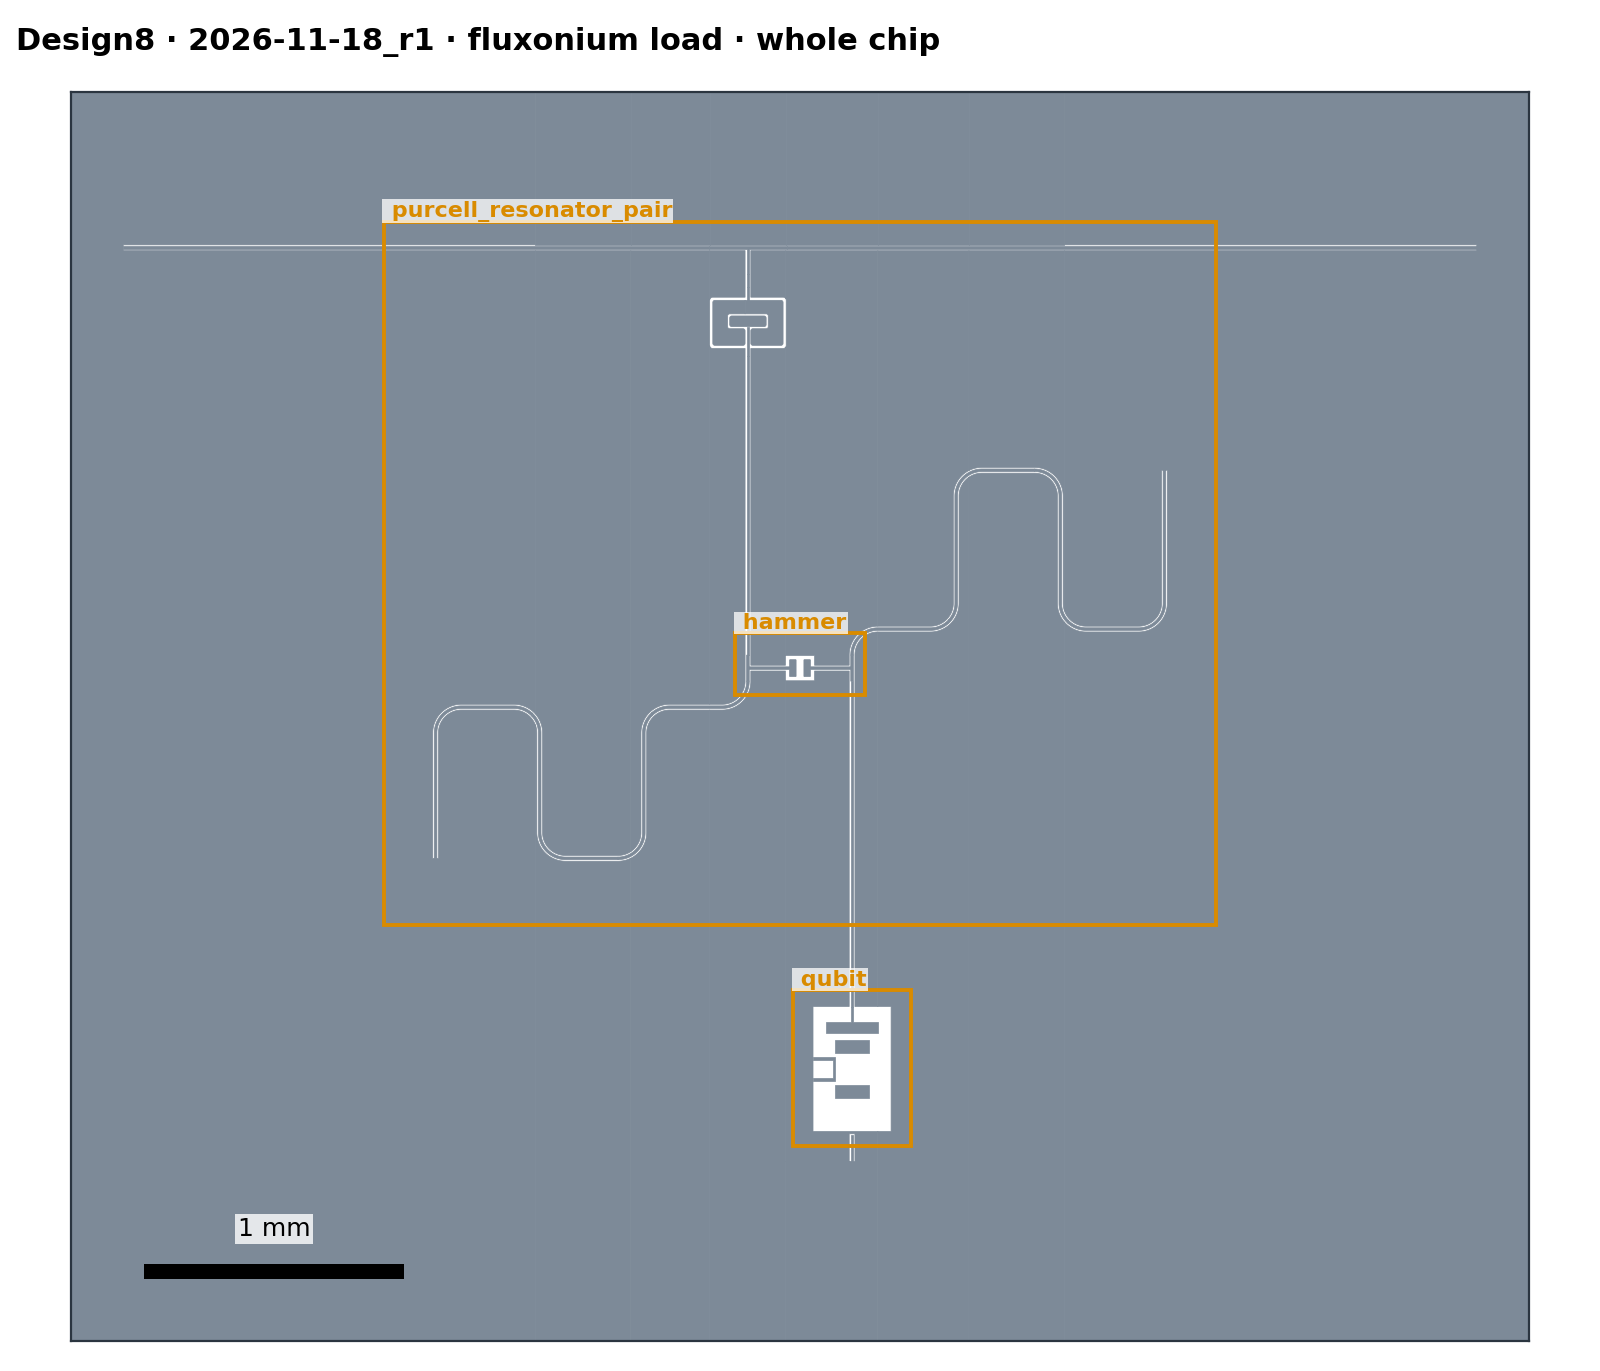 Design8 · 2026-11-18_r1 · fluxonium load · whole chip
purcell_resonator_pair
hammer
qubit
1 mm